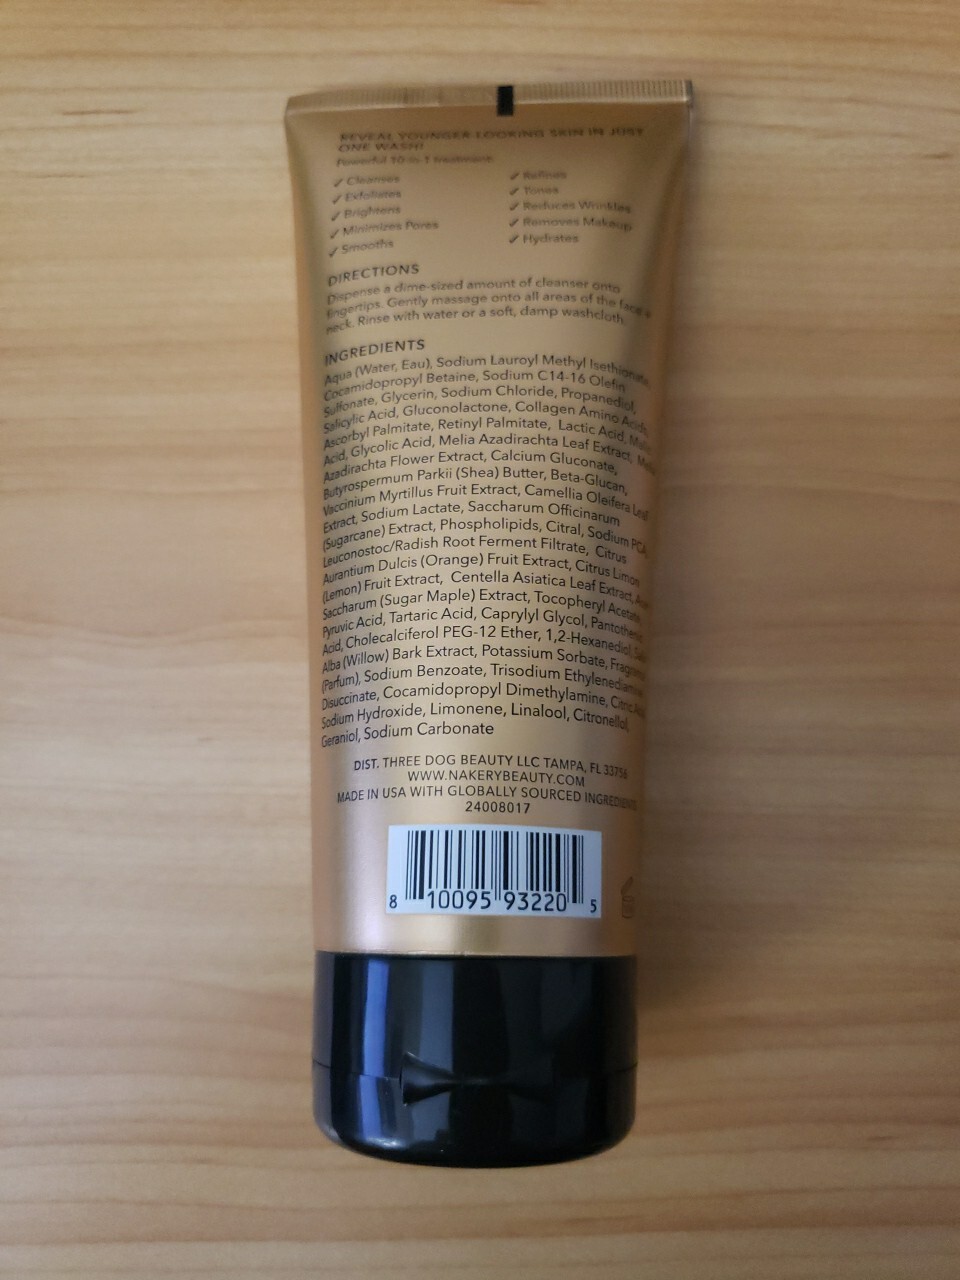 REVEAL YOUNGER LOOKING SKIN IN JUST
ONE WASH!
Powerful 10-in-1 treatment:
✓ Cleanses
✓ Exfoliates
✓ Brightens
✓ Minimizes Pores
✓ Smooths
✓ Refines
✓ Tones
✓ Reduces Wrinkles
✓ Removes Makeup
✓ Hydrates
DIRECTIONS
Dispense a dime-sized amount of cleanser onto
fingertips. Gently massage onto all areas of the face
neck. Rinse with water or a soft, damp washcloth.
INGREDIENTS
Aqua (Water, Eau), Sodium Lauroyl Methyl Isethionate,
Cocamidopropyl Betaine, Sodium C14-16 Olefin
Sulfonate, Glycerin, Sodium Chloride, Propanediol,
Salicylic Acid, Gluconolactone, Collagen Amino Acids,
Ascorbyl Palmitate, Retinyl Palmitate, Lactic Acid,
Acid, Glycolic Acid, Melia Azadirachta Leaf Extract,
Azadirachta Flower Extract, Calcium Gluconate,
Butyrospermum Parkii (Shea) Butter, Beta-Glucan,
Vaccinium Myrtillus Fruit Extract, Camellia Oleifera Leaf
Extract, Sodium Lactate, Saccharum Officinarum
(Sugarcane) Extract, Phospholipids, Citral, Sodium PCA,
Leuconostoc/Radish Root Ferment Filtrate, Citrus
Aurantium Dulcis (Orange) Fruit Extract, Citrus Limon
(Lemon) Fruit Extract, Centella Asiatica Leaf Extract,
Saccharum (Sugar Maple) Extract, Tocopheryl Acetate,
Pyruvic Acid, Tartaric Acid, Caprylyl Glycol, Pantothenic
Acid, Cholecalciferol PEG-12 Ether, 1,2-Hexanediol,
Alba (Willow) Bark Extract, Potassium Sorbate, Fragrance
(Parfum), Sodium Benzoate, Trisodium Ethylenediamine
Disuccinate, Cocamidopropyl Dimethylamine, Citric Acid,
Sodium Hydroxide, Limonene, Linalool, Citronellol,
Geraniol, Sodium Carbonate
DIST. THREE DOG BEAUTY LLC TAMPA, FL 33756
WWW.NAKERYBEAUTY.COM
MADE IN USA WITH GLOBALLY SOURCED INGREDIENTS
24008017
8 10095 93220 5